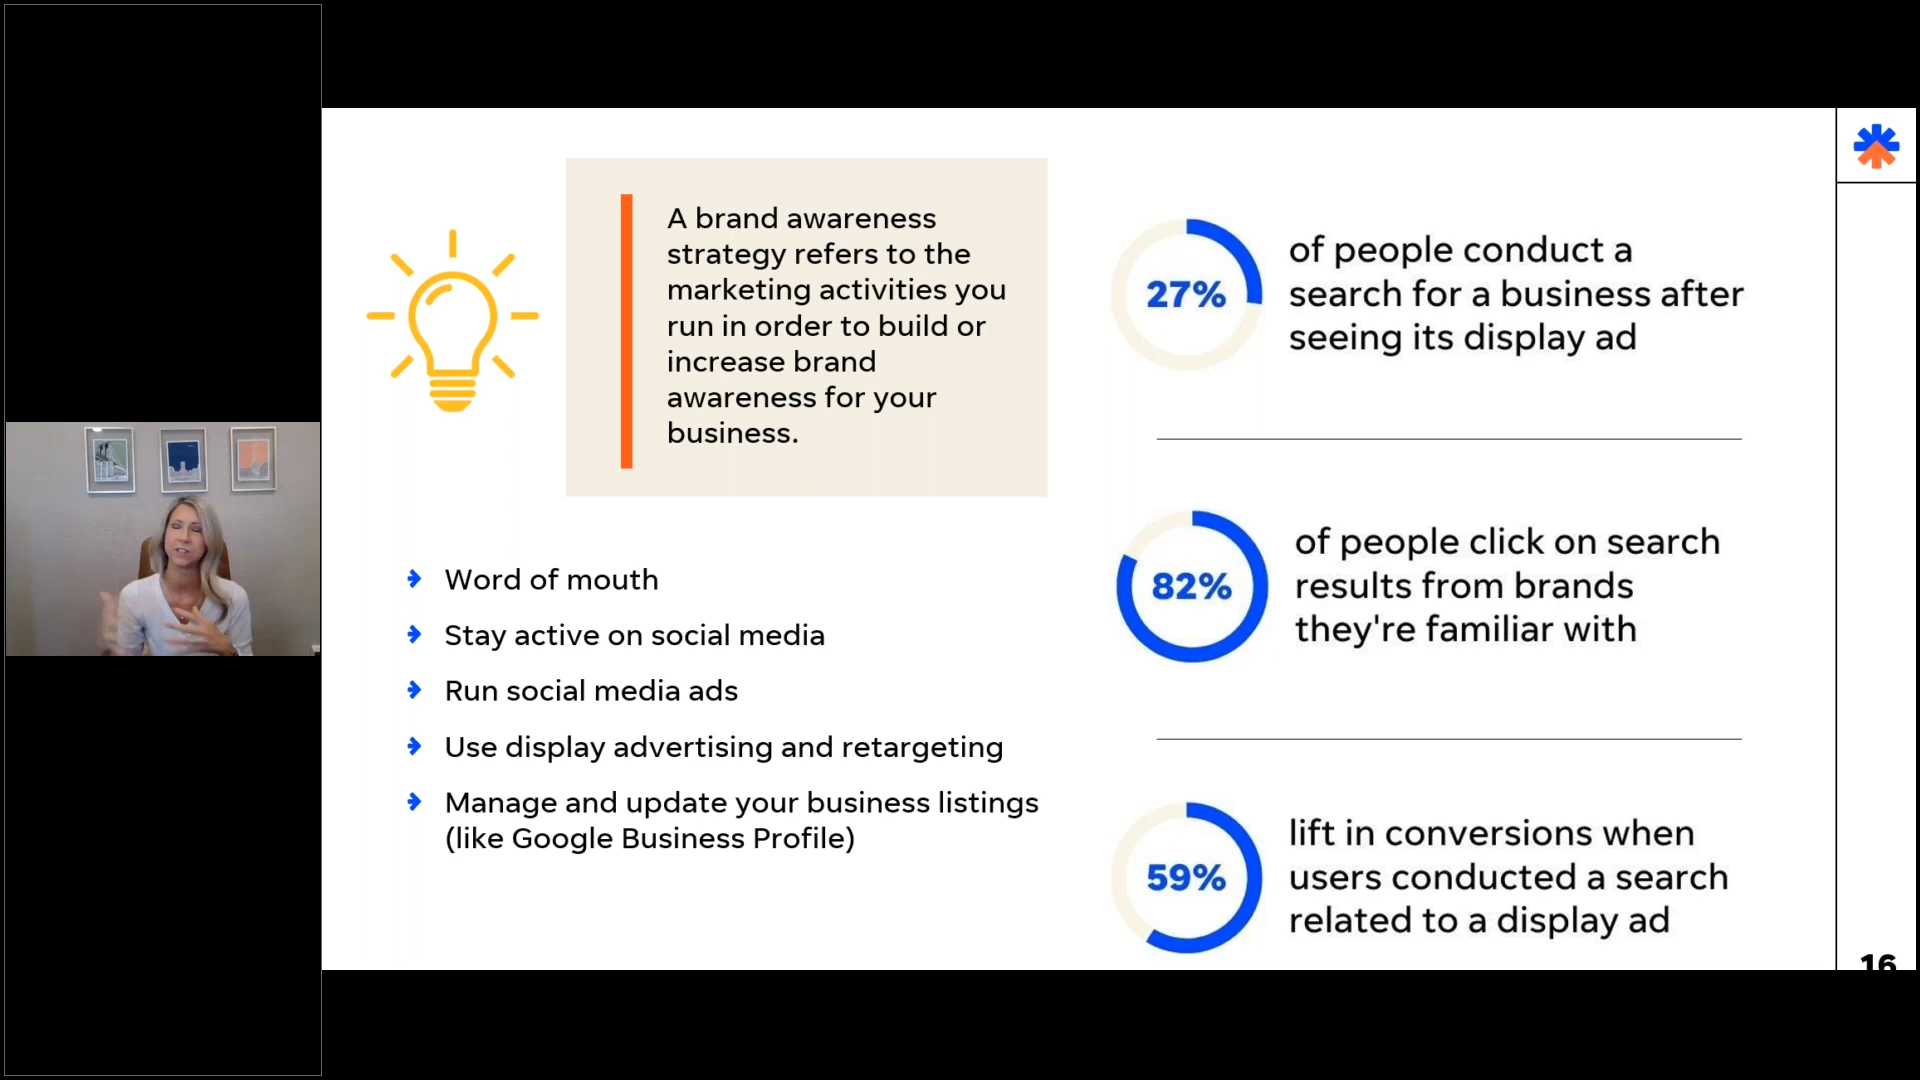 A brand awareness
strategy refers to the
marketing activities you
run in order to build or
increase brand
awareness for your
business.
Word of mouth
Stay active on social media
Run social media ads
Use display advertising and retargeting
Manage and update your business listings
(like Google Business Profile)
27%
of people conduct a
search for a business after
seeing its display ad
82%
of people click on search
results from brands
they're familiar with
59%
lift in conversions when
users conducted a search
related to a display ad
16